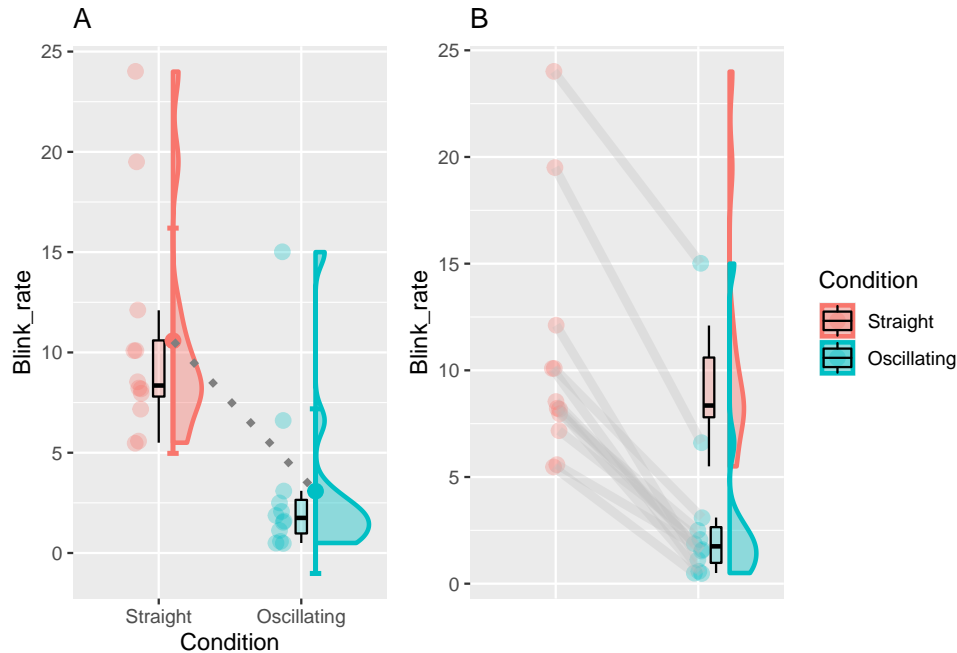 A
25
20
15
10
5
0
Blink_rate
Straight
Oscillating
Condition
B
25
20
15
10
5
0
Blink_rate
Condition
Straight
Oscillating